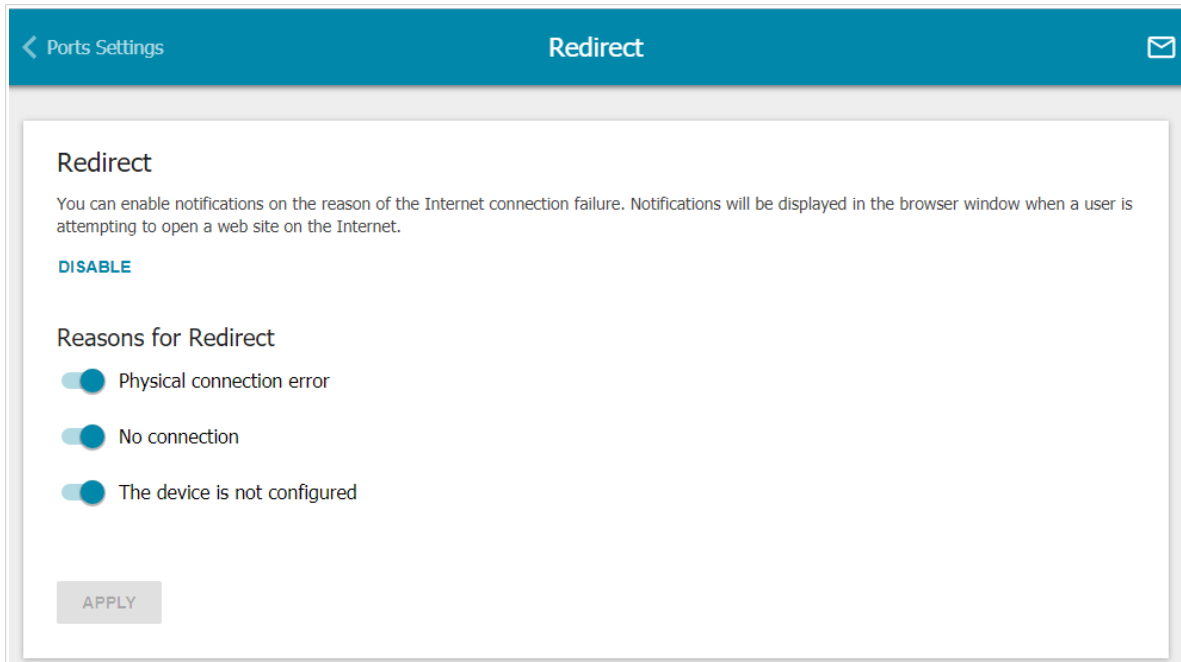 Ports Settings
Redirect
Redirect
You can enable notifications on the reason of the Internet connection failure. Notifications will be displayed in the browser window when a user is
attempting to open a web site on the Internet.
DISABLE
Reasons for Redirect
Physical connection error
No connection
The device is not configured
APPLY